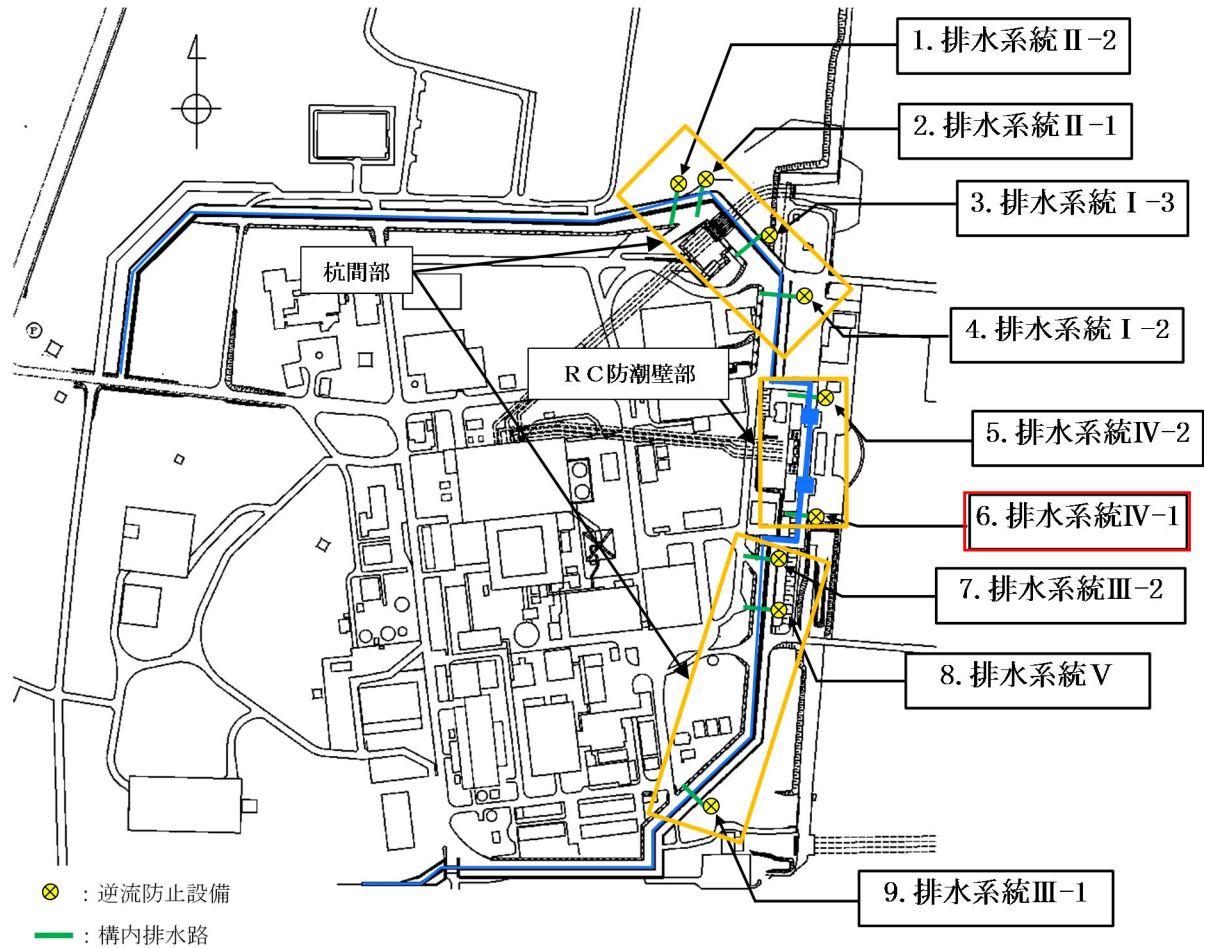 1.排水系統Ⅱ-2
2.排水系統Ⅱ-1
3.排水系統Ⅰ-3
杭間部
4.排水系統Ⅰ-2
P
RC防潮壁部
5.排水系統Ⅳ-2
6.排水系統Ⅳ-1
7.排水系統Ⅲ-2
8.排水系統Ⅴ
9.排水系統Ⅲ-1
:逆流防止設備
:構内排水路